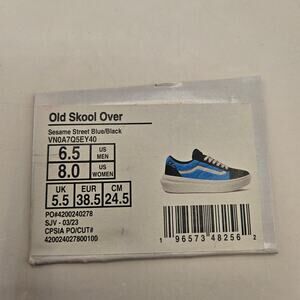 Old Skool Over
Sesame Street Blue/Black
VN0A7Q5EY40
6.5 US MEN
8.0 US WOMEN
UK EUR CM
5.5 38.5 24.5
PO#4200240278
SJV - 03/23
CPSIA PO/CUT#
420024027800100
1 96573 48256 2